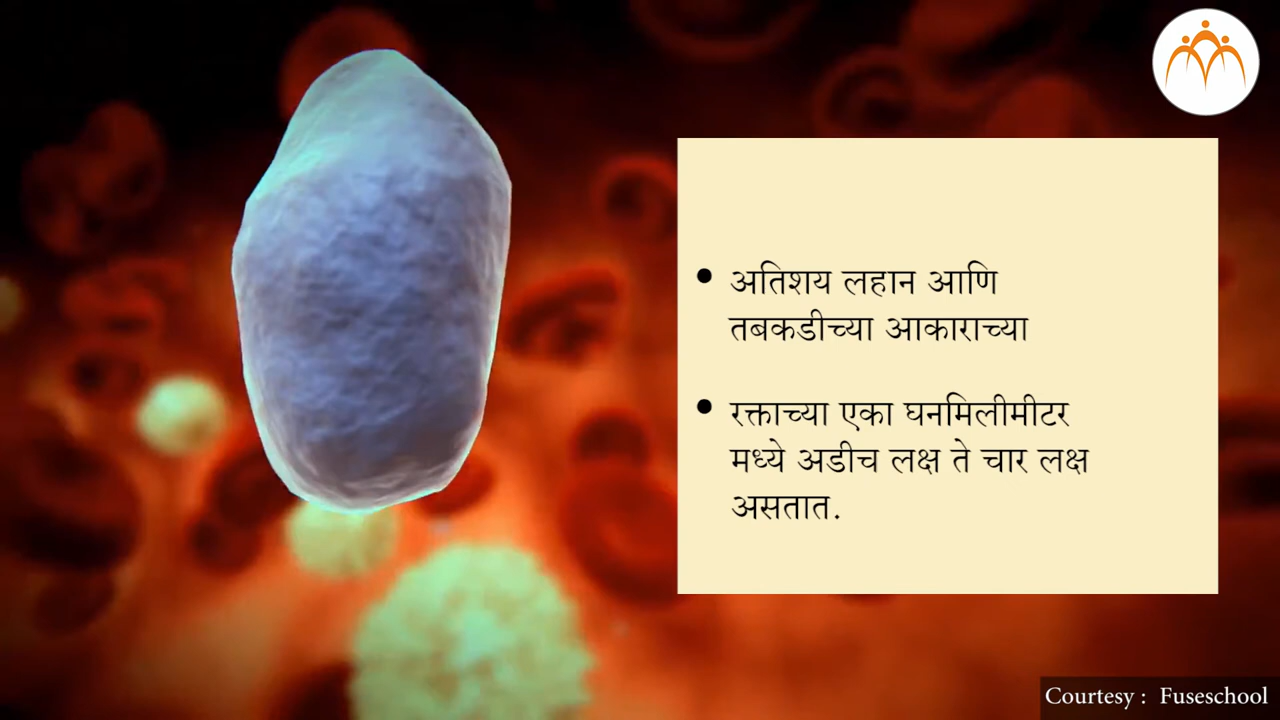 • अतिशय लहान आणि
तबकडीच्या आकाराच्या
• रक्ताच्या एका घनमिलीमीटर
मध्ये अडीच लक्ष ते चार लक्ष
असतात.
Courtesy : Fuseschool